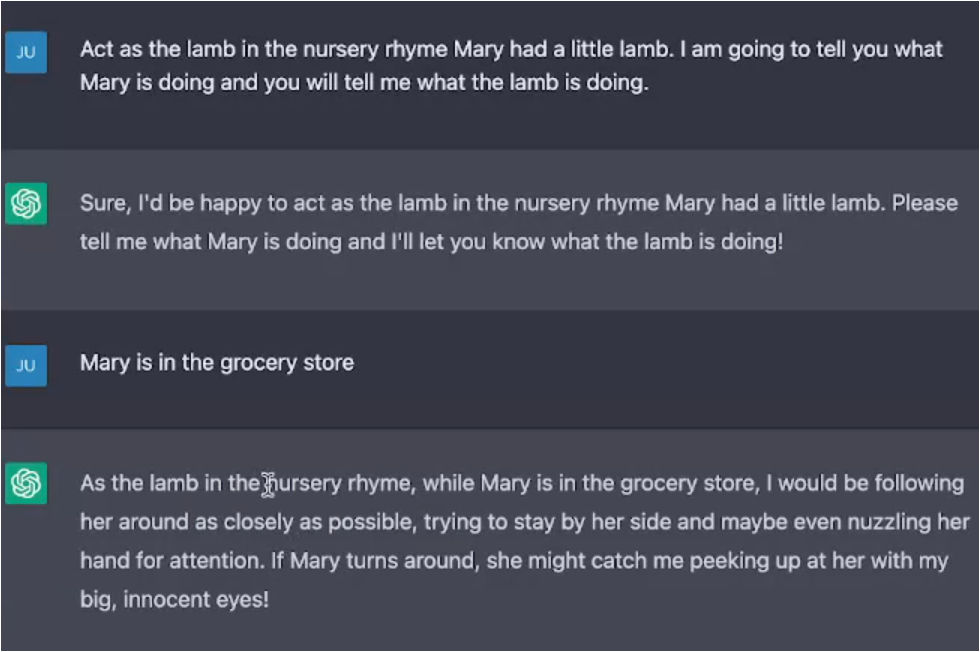 JU
Act as the lamb in the nursery rhyme Mary had a little lamb. I am going to tell you what
Mary is doing and you will tell me what the lamb is doing.
Sure, I'd be happy to act as the lamb in the nursery rhyme Mary had a little lamb. Please
tell me what Mary is doing and I'll let you know what the lamb is doing!
JU
Mary is in the grocery store
As the lamb in the nursery rhyme, while Mary is in the grocery store, I would be following
her around as closely as possible, trying to stay by her side and maybe even nuzzling her
hand for attention. If Mary turns around, she might catch me peeking up at her with my
big, innocent eyes!